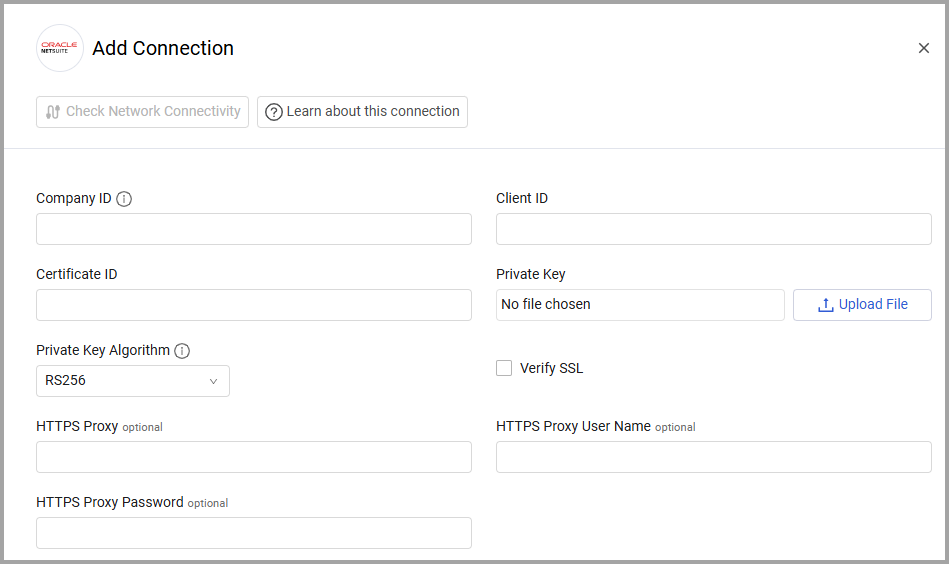 ORACLE
NETSUITE
Add Connection
Check Network Connectivity
Learn about this connection
Company ID
Client ID
Certificate ID
Private Key
No file chosen
Upload File
Private Key Algorithm
RS256
Verify SSL
HTTPS Proxy optional
HTTPS Proxy User Name optional
HTTPS Proxy Password optional